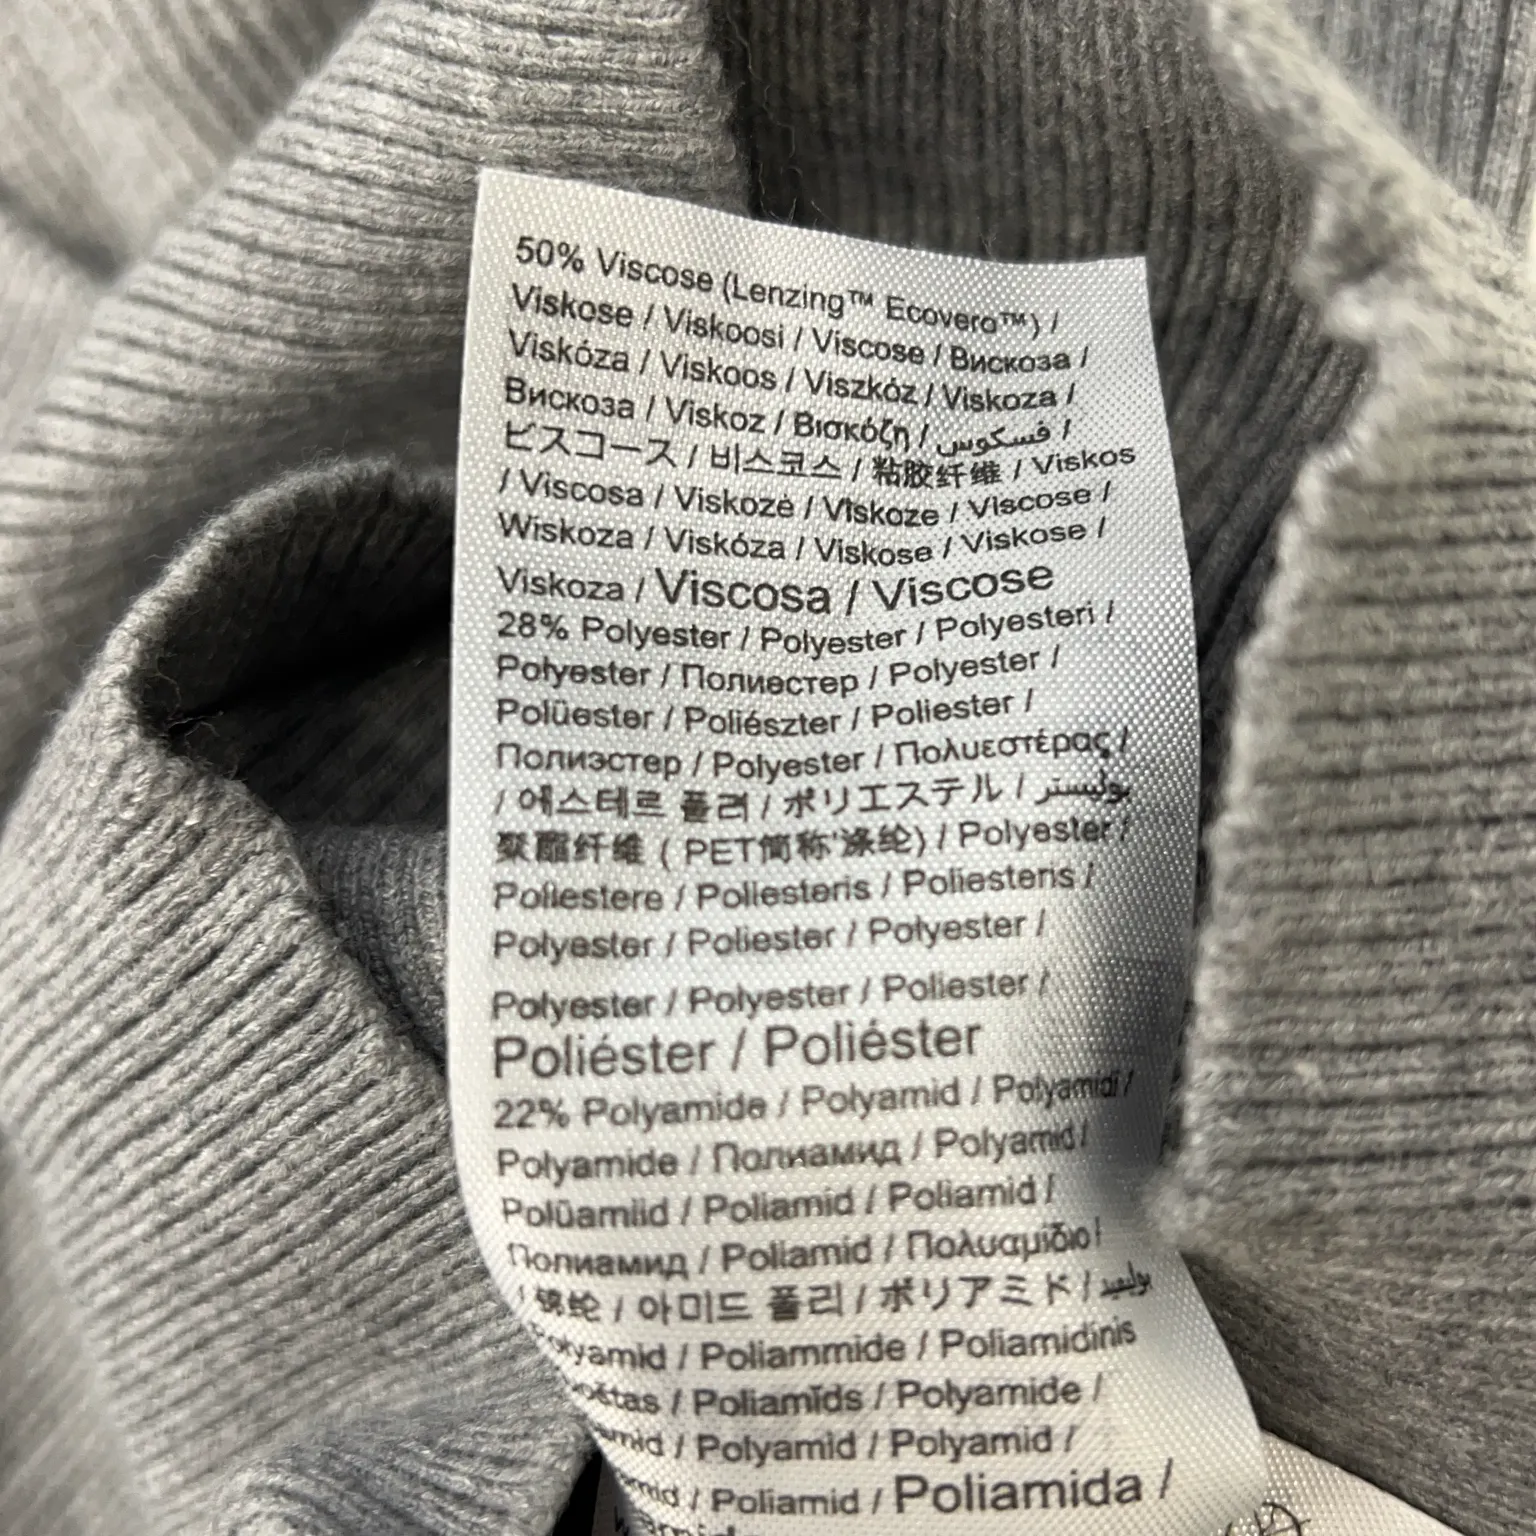 50% Viscose (Lenzing™ Ecovero™) /
Viskose / Viskoosi / Viscose / Вискоза /
Viskóza / Viskoos / Viszkóz / Viskoza /
Вискоза / Viskoz / Βισκόζη / فسكوس /
ビスコース / 비스코스 / 粘胶纤维 / Viskos
/ Viscosa / Viskozė / Viskoze / Viscose /
Wiskoza / Viskóza / Viskose / Viskose /
Viskoza / Viscosa / Viscose
28% Polyester / Polyester / Polyesteri /
Polyester / Полиестер / Polyester /
Polüester / Poliészter / Poliester /
Полиэстер / Polyester / Πολυεστέρας /
/ 에스테르 폴리 / ポリエステル / بوليستر
聚酯纤维 ( PET简称'涤纶) / Polyester /
Poliestere / Poliesteris / Poliesteris /
Polyester / Poliester / Polyester /
Polyester / Polyester / Poliester /
Poliéster / Poliéster
22% Polyamide / Polyamid / Polyamidi /
Polyamide / Полиамид / Polyamid /
Polüamiid / Poliamid / Poliamid /
Полиамид / Poliamid / Πολυαμίδιο /
/ 锦纶 / 아미드 폴리 / ポリアミド /
/ Poliammide / Poliamidinis
/ Poliamīds / Polyamide /
/ Polyamid / Polyamid /
/ Poliamid / Poliamida /